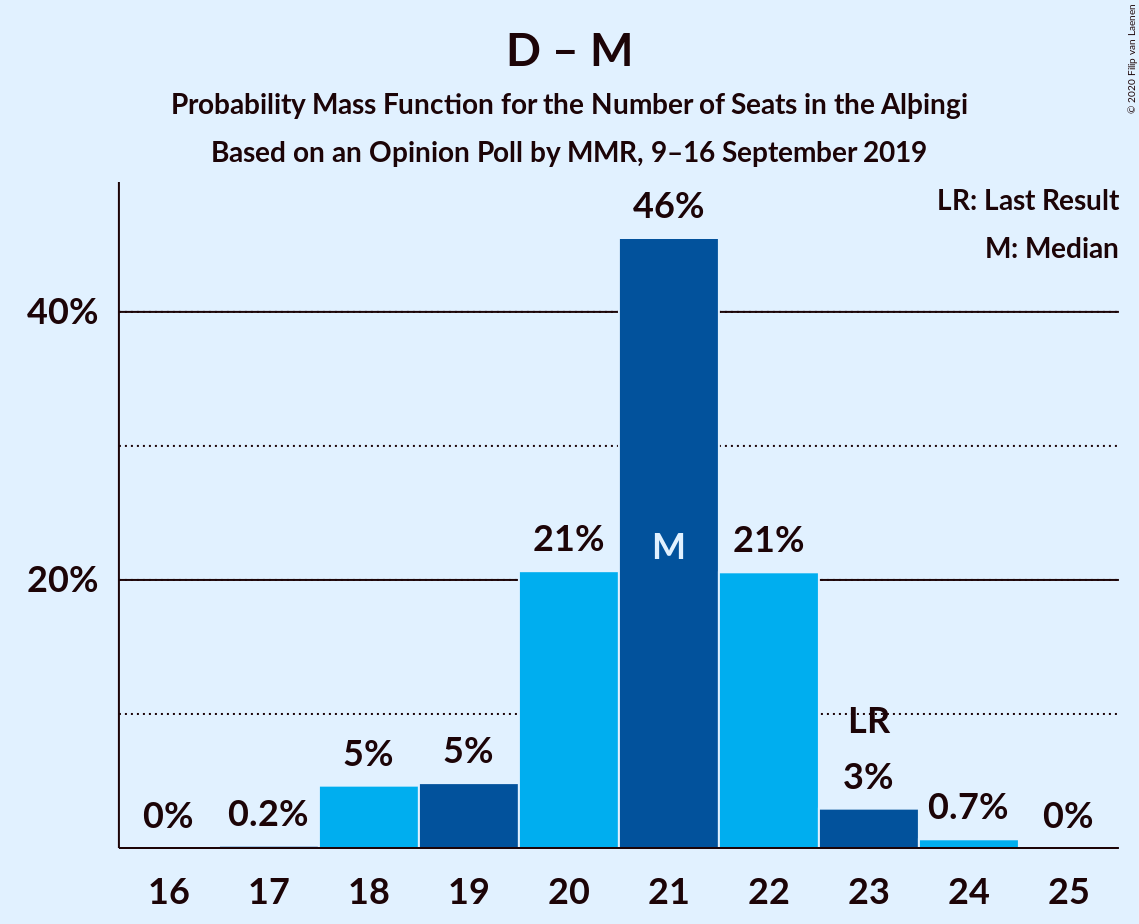 D – M
Probability Mass Function for the Number of Seats in the Alþingi
Based on an Opinion Poll by MMR, 9–16 September 2019
© 2020 Filip van Laenen
LR: Last Result
M: Median
46%
40%
21%
M
21%
20%
LR
5%
5%
3%
0%
0.2%
0.7%
0%
16 17 18 19 20 21 22 23 24 25